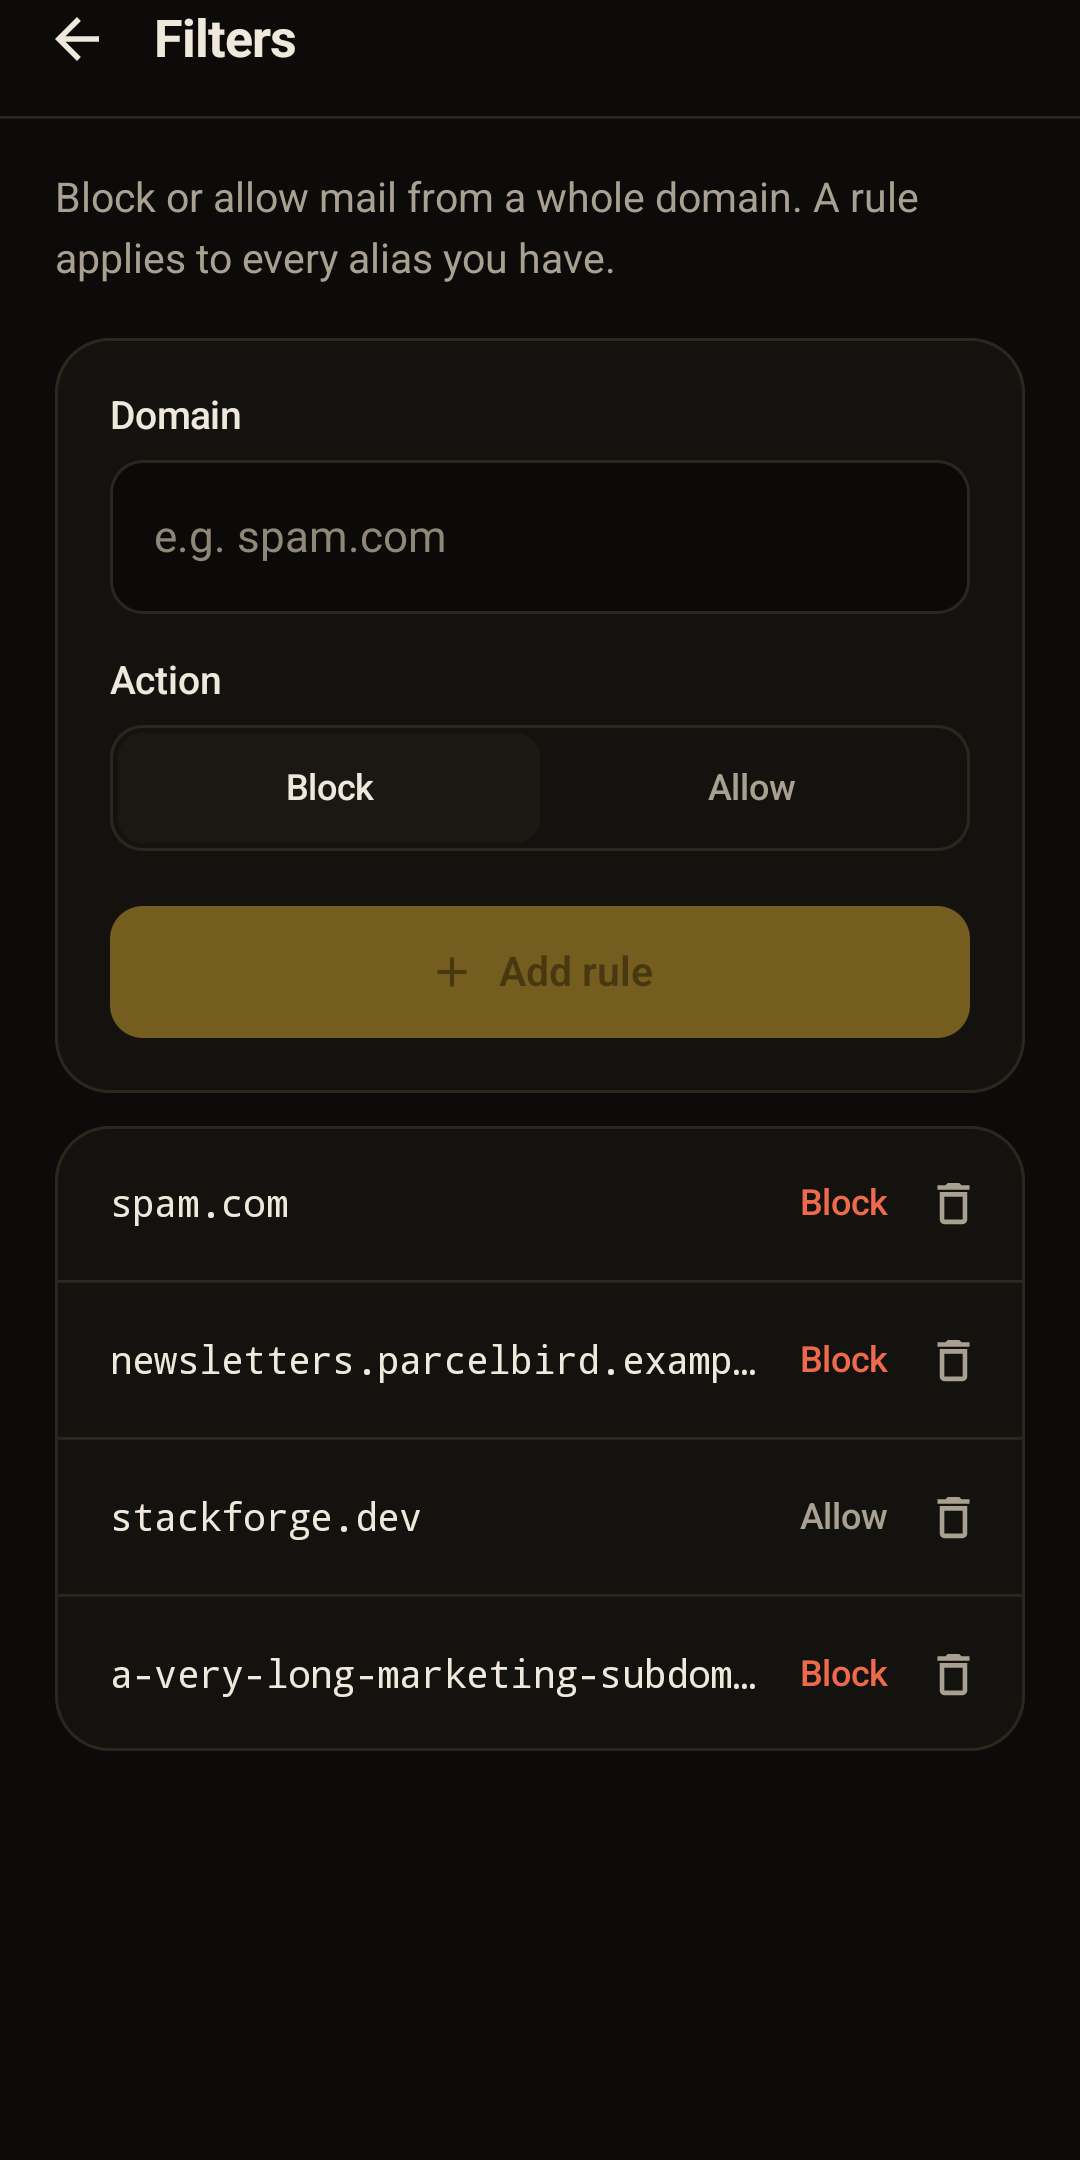 Filters
Block or allow mail from a whole domain. A rule
applies to every alias you have.
Domain
e.g. spam.com
Action
Block
Allow
+ Add rule
spam.com
Block
newsletters.parcelbird.examp…
Block
stackforge.dev
Allow
a-very-long-marketing-subdom…
Block